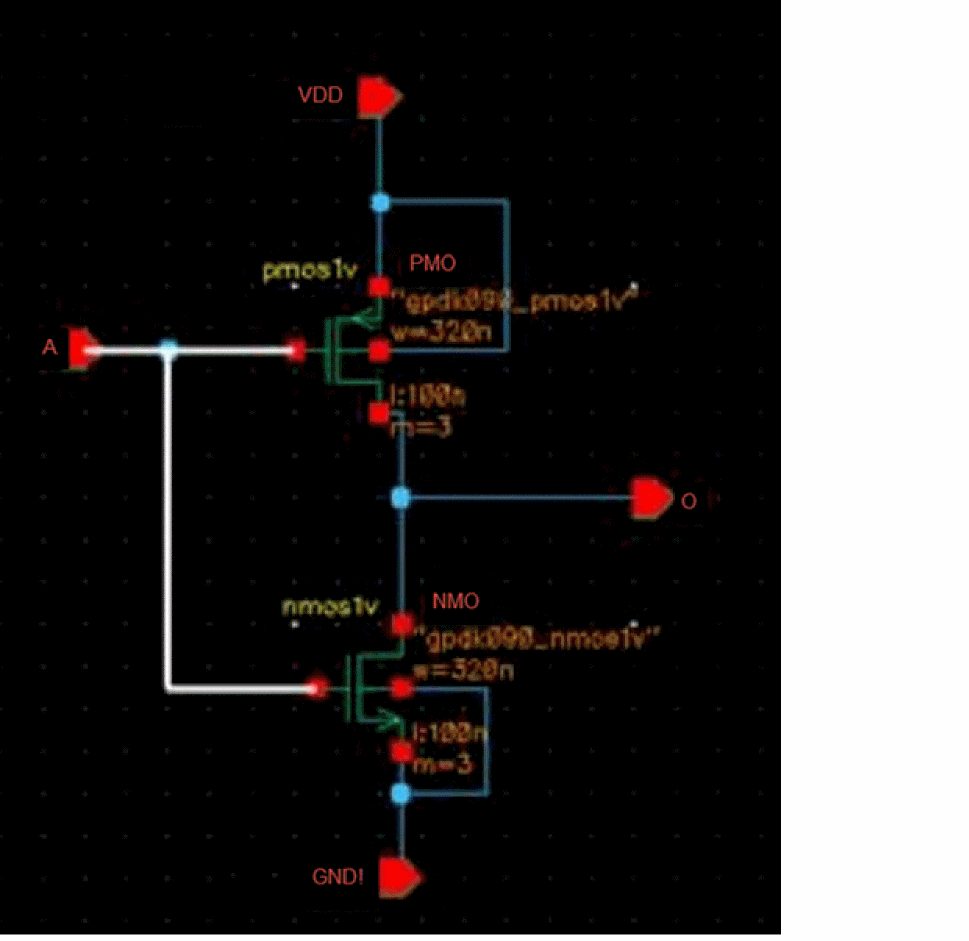 VDD
pmos1v PMO
"gpdk090_pmos1v"
w=320n
A
l:100n
m=3
O
nmos1v NMO
"gpdk090_nmos1v"
w=320n
l:100n
m=3
GND!